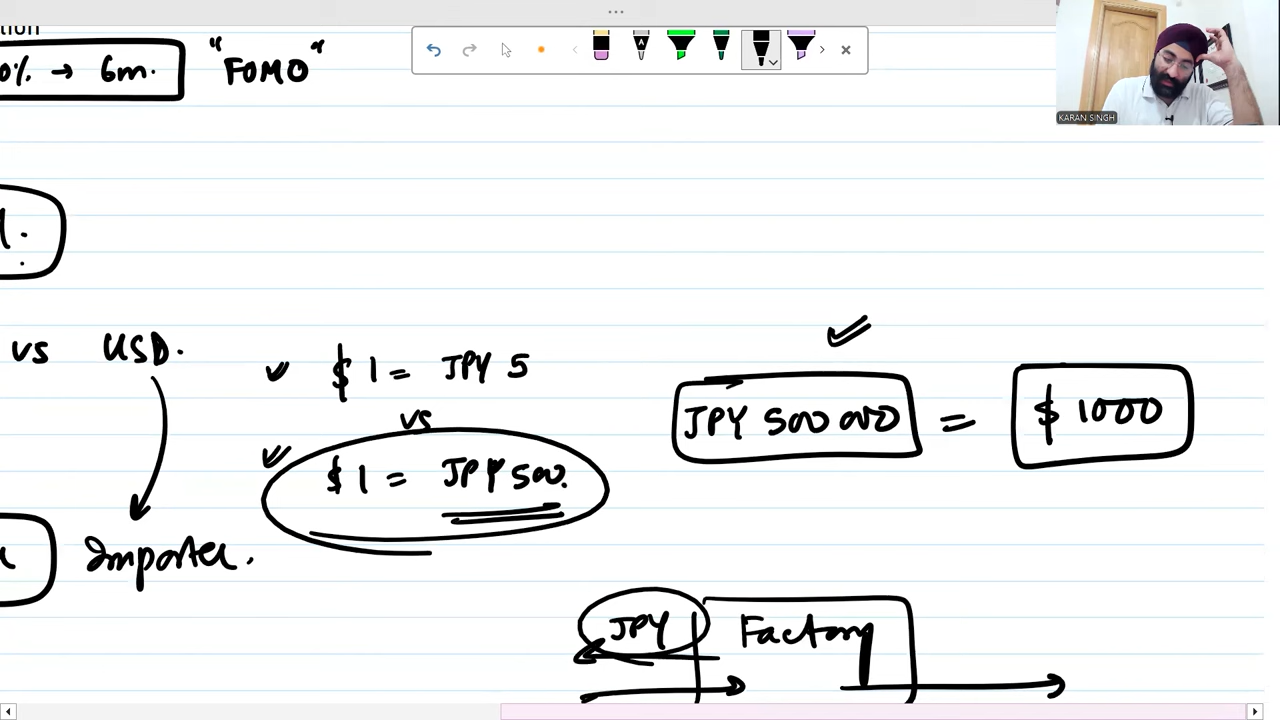 0% → 6m.
"FOMO"
KARAN SINGH
vs USD.
$1 = JPY 5
vs
$1 = JPY 500.
JPY 500 000 = $1000
Importer.
JPY
Factory